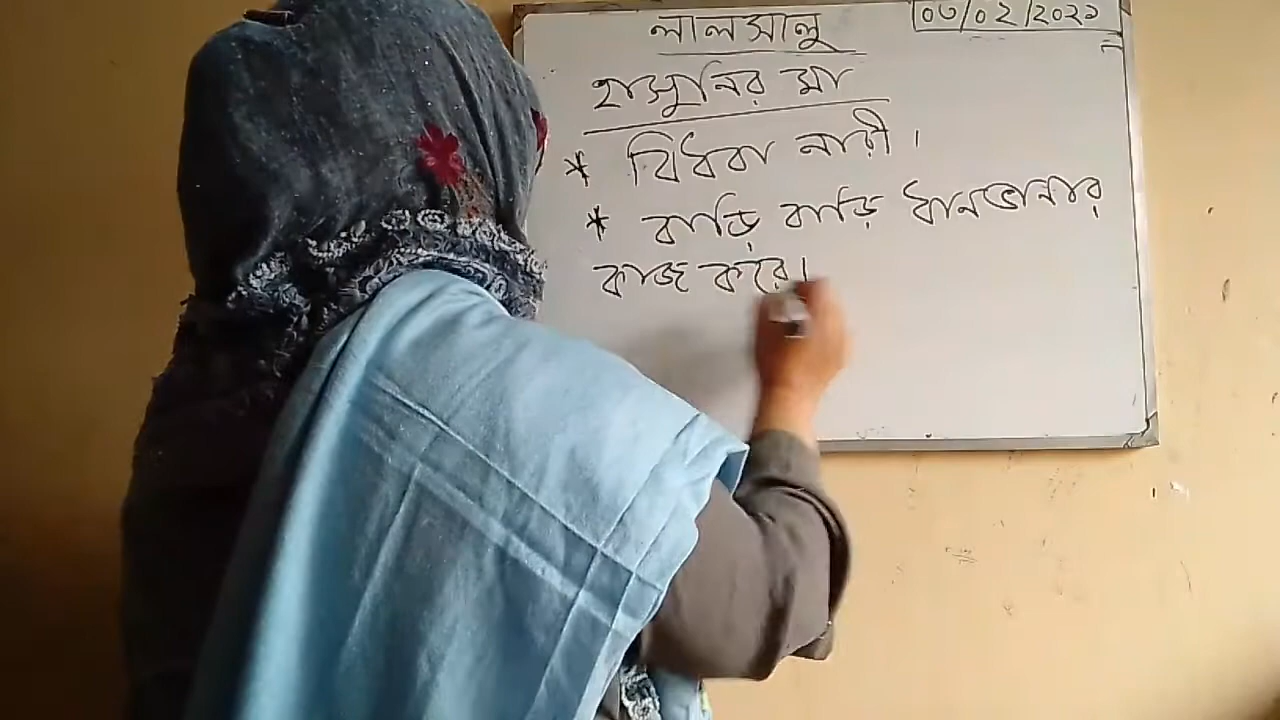 লালসালু
০৩/০২/২০২১
হাসুনির মা
* বিধবা নারী।
* বাড়ি বাড়ি ধানভানার
কাজ করে।